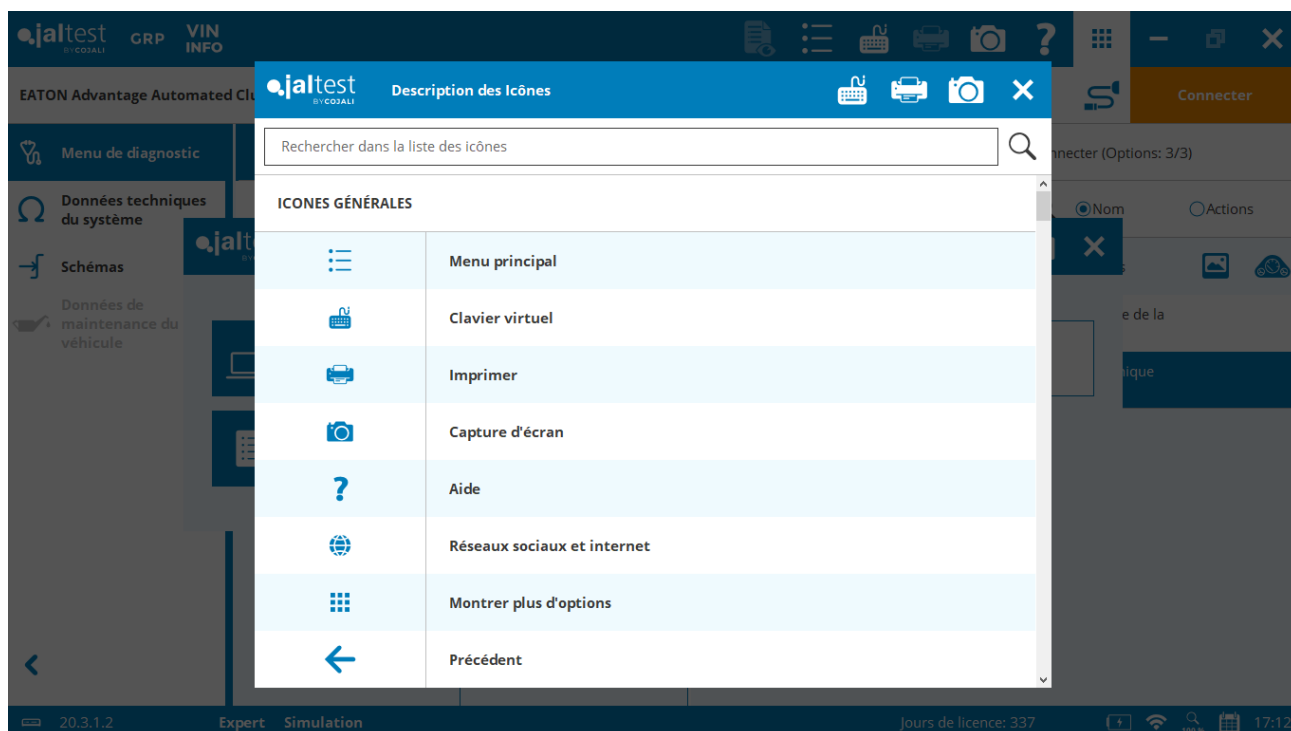 jaltest
BY COJALI
GRP
VIN
INFO
?
EATON Advantage Automated Clu
jaltest
BY COJALI
Description des Icônes
Connecter
Menu de diagnostic
Rechercher dans la liste des icônes
nnecter (Options: 3/3)
Données techniques
du système
ICONES GÉNÉRALES
Nom
Actions
jalt
Schémas
Menu principal
Données de
maintenance du
véhicule
Clavier virtuel
e de la
Imprimer
nique
Capture d'écran
?
Aide
Réseaux sociaux et internet
Montrer plus d'options
Précédent
20.3.1.2
Expert
Simulation
Jours de licence: 337
17:12